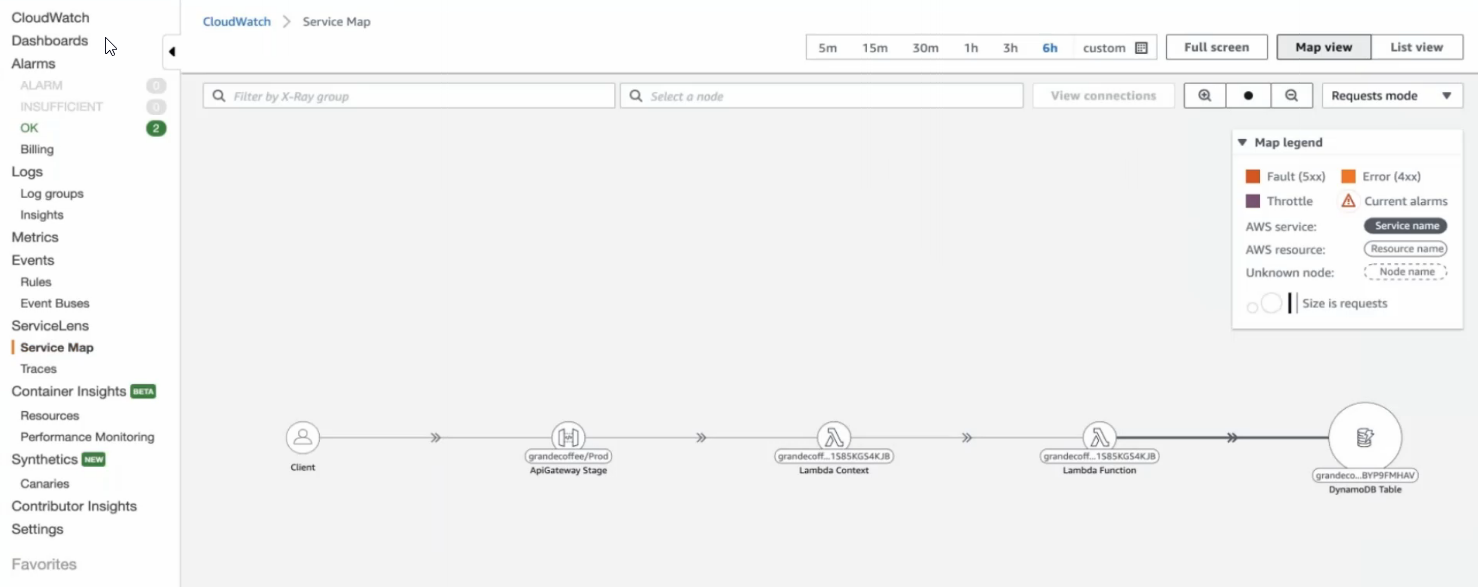 CloudWatch
Dashboards
Alarms
ALARM 0
INSUFFICIENT 0
OK 2
Billing
Logs
Log groups
Insights
Metrics
Events
Rules
Event Buses
ServiceLens
Service Map
Traces
Container Insights BETA
Resources
Performance Monitoring
Synthetics NEW
Canaries
Contributor Insights
Settings
Favorites
CloudWatch > Service Map
5m 15m 30m 1h 3h 6h custom Full screen Map view List view
Filter by X-Ray group Select a node View connections Requests mode
Map legend
Fault (5xx) Error (4xx)
Throttle Current alarms
AWS service: Service name
AWS resource: Resource name
Unknown node: Node name
Size is requests
Client
grandecoffee/Prod
ApiGateway Stage
grandecoff...1S85KGS4KJB
Lambda Context
grandecoff...1S85KGS4KJB
Lambda Function
grandeco...BYP9FMHAV
DynamoDB Table